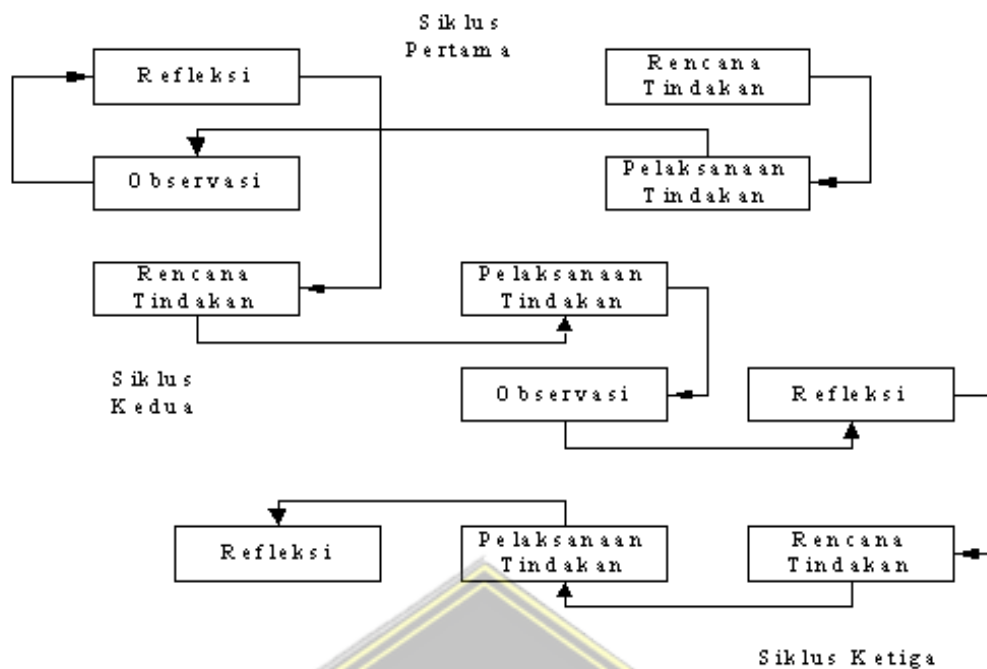 Siklus
Pertama
Refleksi
Rencana
Tindakan
Observasi
Pelaksanaan
Tindakan
Rencana
Tindakan
Pelaksanaan
Tindakan
Siklus
Kedua
Observasi
Refleksi
Refleksi
Pelaksanaan
Tindakan
Rencana
Tindakan
Siklus Ketiga